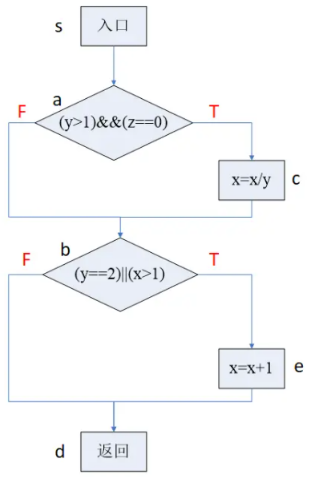 s 入口
a
F (y>1)&&(z==0) T
x=x/y c
b
F (y==2)||(x>1) T
x=x+1 e
d 返回